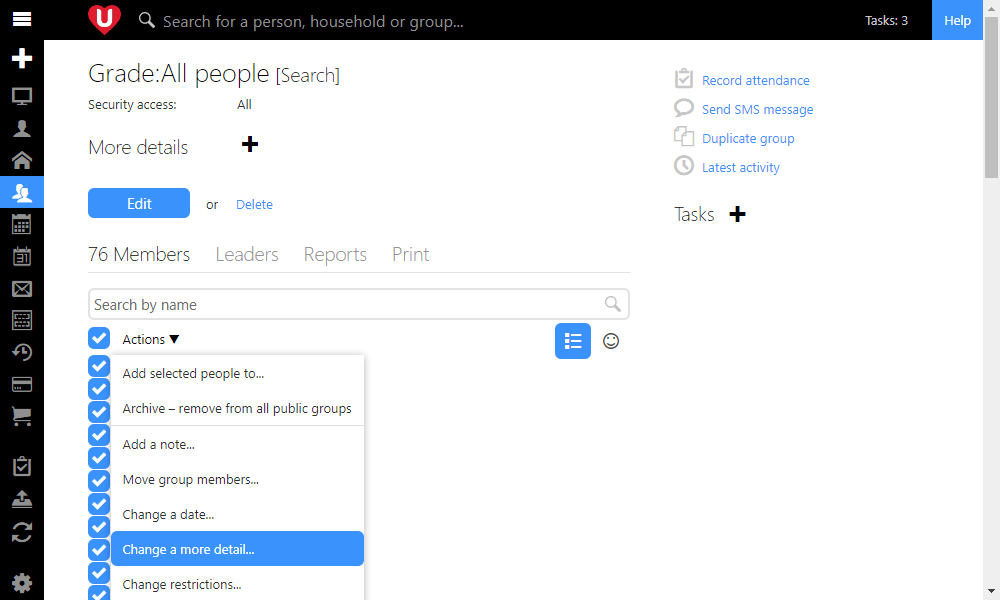 U
Search for a person, household or group...
Tasks: 3
Help
Grade:All people [Search]
Security access: All
More details
Edit or Delete
76 Members Leaders Reports Print
Search by name
Actions ▼
Add selected people to...
Archive – remove from all public groups
Add a note...
Move group members...
Change a date...
Change a more detail...
Change restrictions...
Record attendance
Send SMS message
Duplicate group
Latest activity
Tasks
31